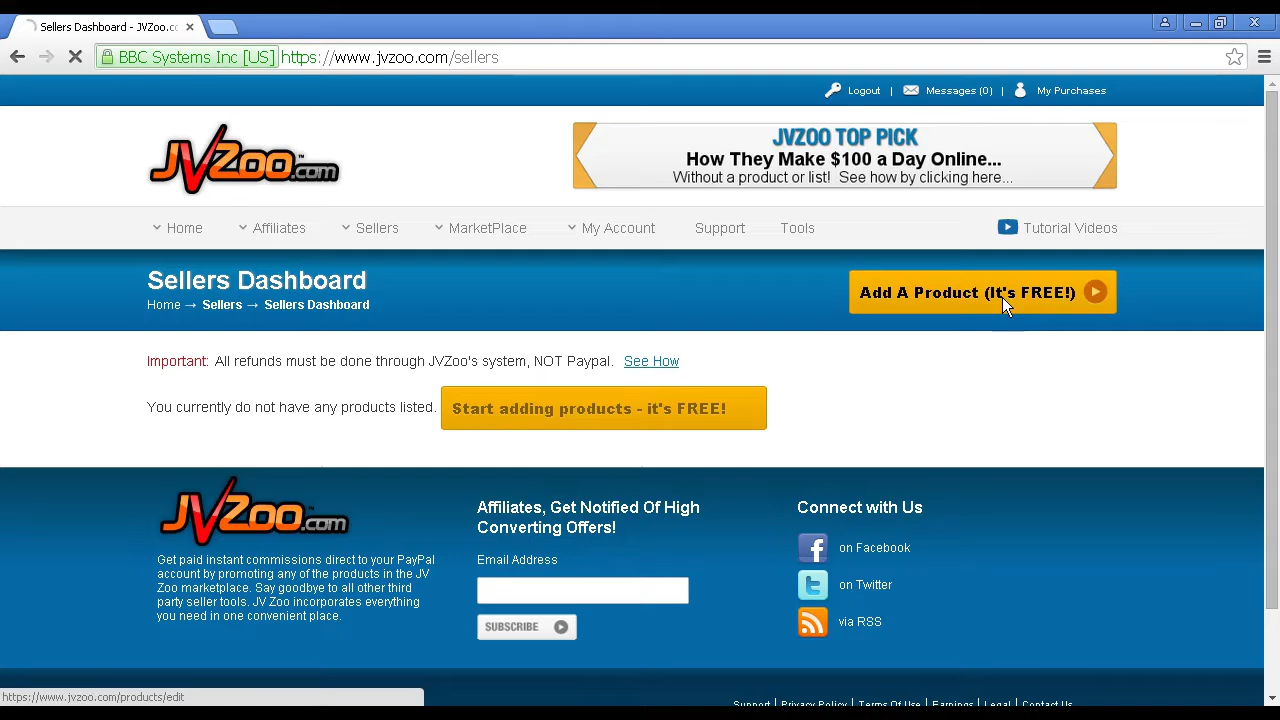 Sellers Dashboard - JVZoo.cc
BBC Systems Inc [US] https://www.jvzoo.com/sellers
Logout | Messages (0) | My Purchases
JVZoo.com
JVZOO TOP PICK
How They Make $100 a Day Online...
Without a product or list! See how by clicking here...
Home Affiliates Sellers MarketPlace My Account Support Tools Tutorial Videos
Sellers Dashboard
Home → Sellers → Sellers Dashboard
Add A Product (It's FREE!)
Important: All refunds must be done through JVZoo's system, NOT Paypal. See How
You currently do not have any products listed. Start adding products - it's FREE!
JVZoo.com
Get paid instant commissions direct to your PayPal
account by promoting any of the products in the JV
Zoo marketplace. Say goodbye to all other third
party seller tools. JV Zoo incorporates everything
you need in one convenient place.
Affiliates, Get Notified Of High
Converting Offers!
Email Address
SUBSCRIBE
Connect with Us
on Facebook
on Twitter
via RSS
https://www.jvzoo.com/products/edit
Support | Privacy Policy | Terms Of Use | Earnings | Legal | Contact Us